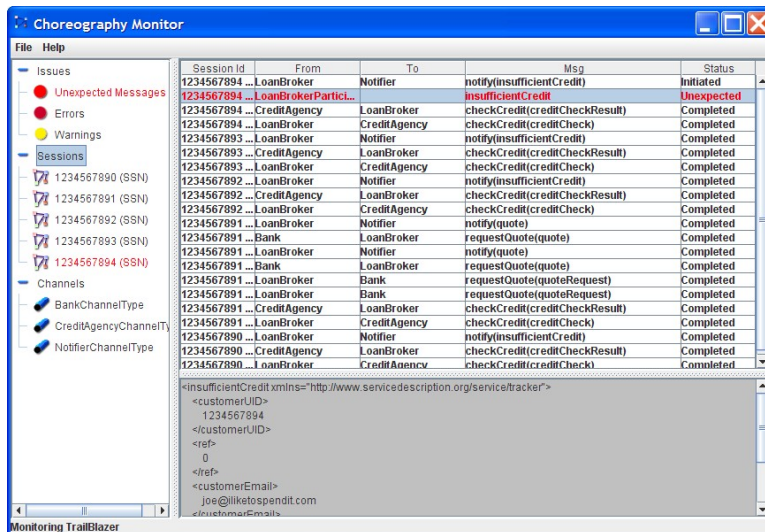 Choreography Monitor
File Help
Issues
Unexpected Messages
Errors
Warnings
Sessions
1234567890 (SSN)
1234567891 (SSN)
1234567892 (SSN)
1234567893 (SSN)
1234567894 (SSN)
Channels
BankChannelType
CreditAgencyChannelTy
NotifierChannelType
Session Id From To Msg Status
1234567894 ... LoanBroker Notifier notify(insufficientCredit) Initiated
1234567894 ... LoanBrokerPartici... insufficientCredit Unexpected
1234567894 ... CreditAgency LoanBroker checkCredit(creditCheckResult) Completed
1234567894 ... LoanBroker CreditAgency checkCredit(creditCheck) Completed
1234567893 ... LoanBroker Notifier notify(insufficientCredit) Completed
1234567893 ... CreditAgency LoanBroker checkCredit(creditCheckResult) Completed
1234567893 ... LoanBroker CreditAgency checkCredit(creditCheck) Completed
1234567892 ... LoanBroker Notifier notify(insufficientCredit) Completed
1234567892 ... CreditAgency LoanBroker checkCredit(creditCheckResult) Completed
1234567892 ... LoanBroker CreditAgency checkCredit(creditCheck) Completed
1234567891 ... LoanBroker Notifier notify(quote) Completed
1234567891 ... Bank LoanBroker requestQuote(quote) Completed
1234567891 ... LoanBroker Notifier notify(quote) Completed
1234567891 ... Bank LoanBroker requestQuote(quote) Completed
1234567891 ... LoanBroker Bank requestQuote(quoteRequest) Completed
1234567891 ... LoanBroker Bank requestQuote(quoteRequest) Completed
1234567891 ... CreditAgency LoanBroker checkCredit(creditCheckResult) Completed
1234567891 ... LoanBroker CreditAgency checkCredit(creditCheck) Completed
1234567890 ... LoanBroker Notifier notify(insufficientCredit) Completed
1234567890 ... CreditAgency LoanBroker checkCredit(creditCheckResult) Completed
1234567890 ... LoanBroker CreditAgency checkCredit(creditCheck) Completed
<insufficientCredit xmlns="http://www.servicedescription.org/service/tracker">
<customerUID>
1234567894
</customerUID>
<ref>
0
</ref>
<customerEmail>
joe@iliketospendit.com
</customerEmail>
Monitoring TrailBlazer